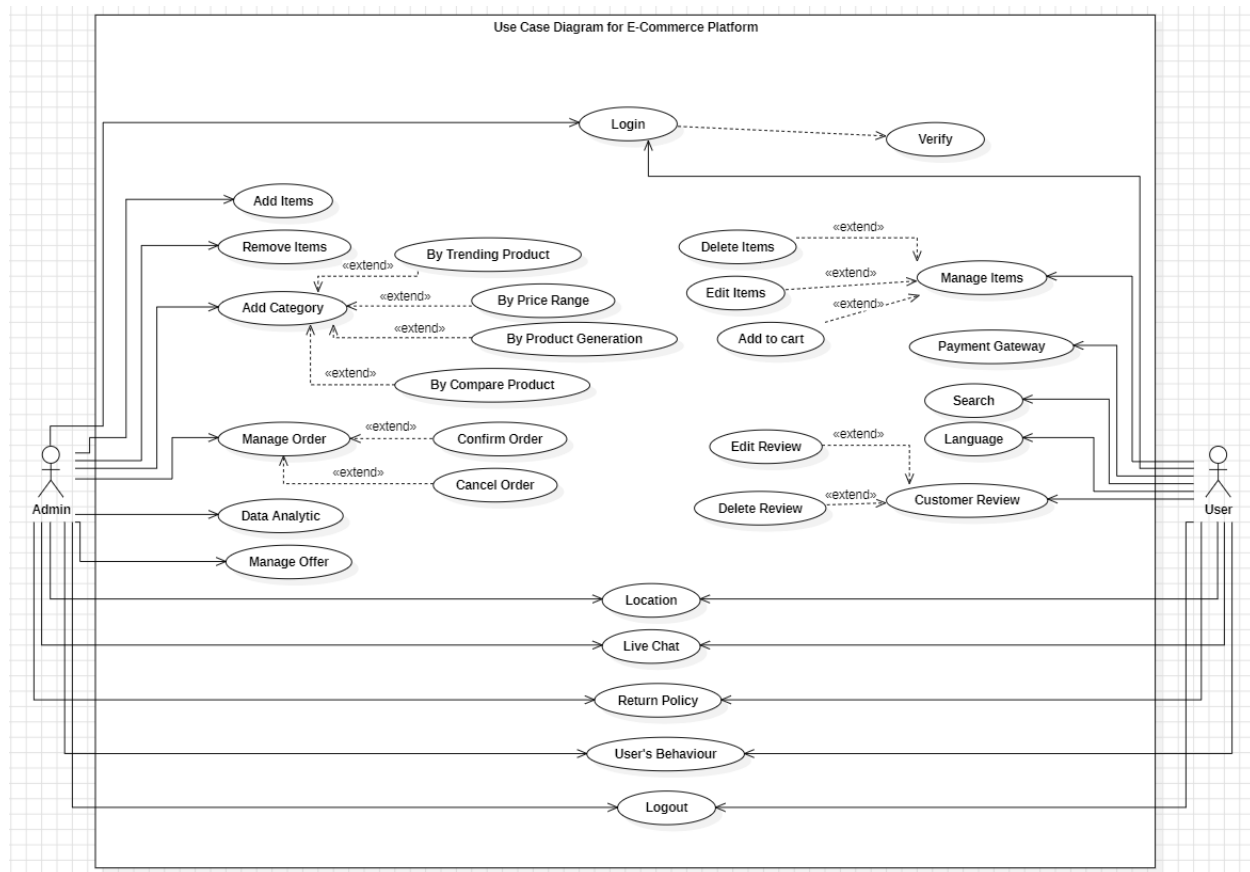 Use Case Diagram for E-Commerce Platform
Login
Verify
Add Items
Remove Items
Add Category
«extend»
By Trending Product
«extend»
By Price Range
«extend»
By Product Generation
«extend»
By Compare Product
Manage Order
«extend»
Confirm Order
«extend»
Cancel Order
Data Analytic
Manage Offer
Admin
Delete Items
«extend»
Edit Items
«extend»
Manage Items
Add to cart
«extend»
Payment Gateway
Search
Language
Edit Review
«extend»
Delete Review
«extend»
Customer Review
User
Location
Live Chat
Return Policy
User's Behaviour
Logout